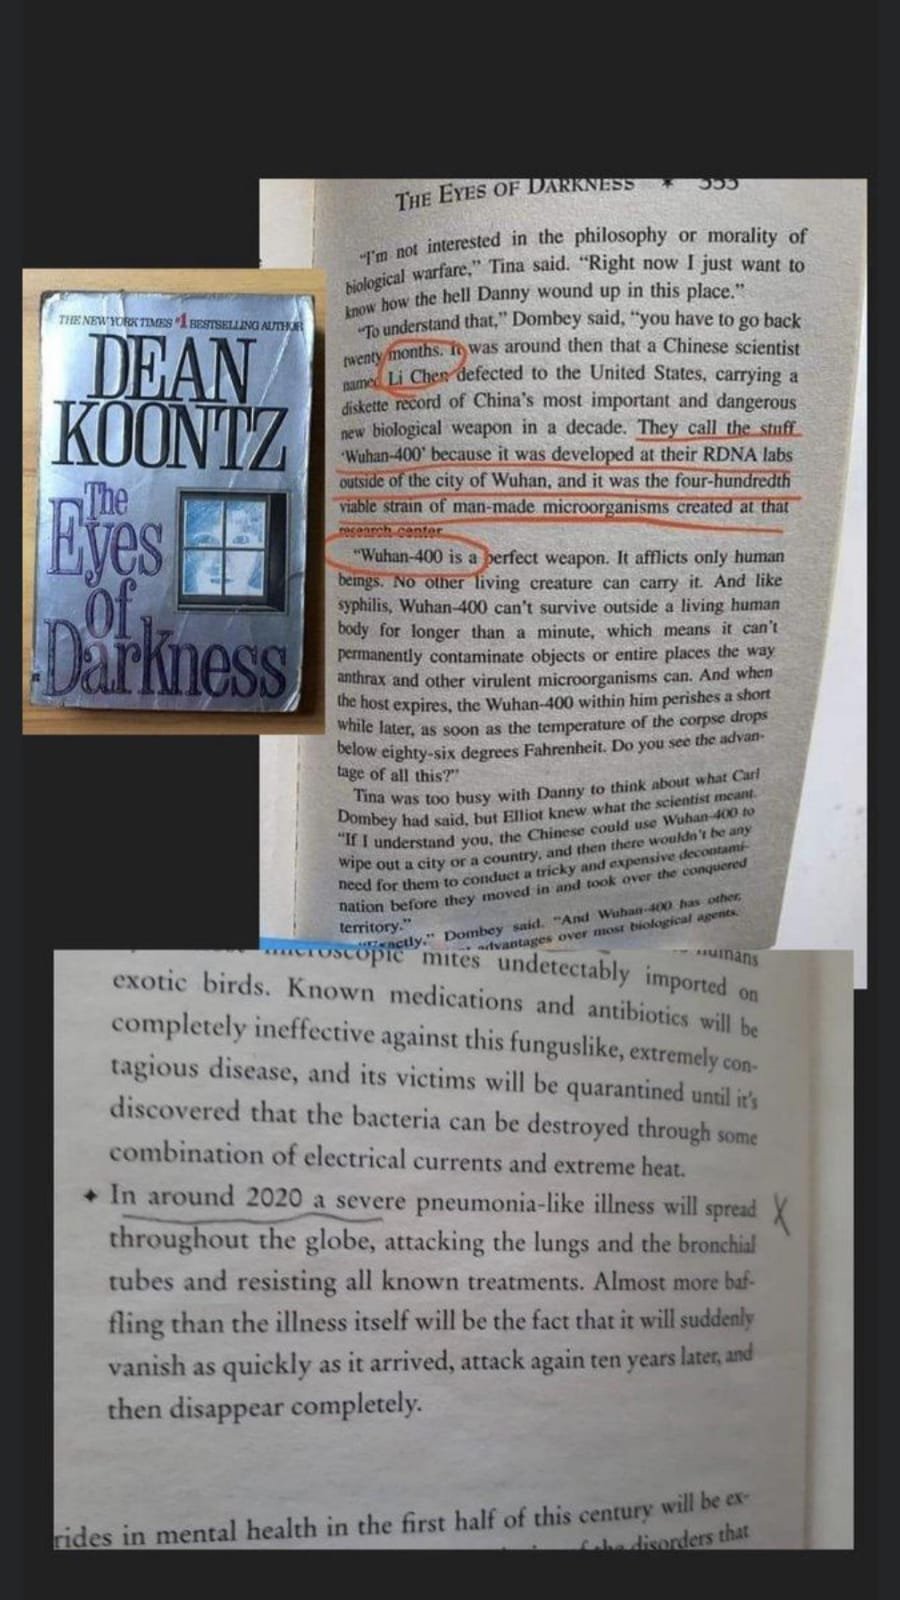 THE NEW YORK TIMES #1 BESTSELLING AUTHOR
DEAN
KOONTZ
The
Eyes
of
Darkness
THE EYES OF DARKNESS ✶ 353
"I'm not interested in the philosophy or morality of
biological warfare," Tina said. "Right now I just want to
know how the hell Danny wound up in this place."
"To understand that," Dombey said, "you have to go back
twenty months. It was around then that a Chinese scientist
named Li Chen defected to the United States, carrying a
diskette record of China's most important and dangerous
new biological weapon in a decade. They call the stuff
'Wuhan-400' because it was developed at their RDNA labs
outside of the city of Wuhan, and it was the four-hundredth
viable strain of man-made microorganisms created at that
research center.
"Wuhan-400 is a perfect weapon. It afflicts only human
beings. No other living creature can carry it. And like
syphilis, Wuhan-400 can't survive outside a living human
body for longer than a minute, which means it can't
permanently contaminate objects or entire places the way
anthrax and other virulent microorganisms can. And when
the host expires, the Wuhan-400 within him perishes a short
while later, as soon as the temperature of the corpse drops
below eighty-six degrees Fahrenheit. Do you see the advan-
tage of all this?"
Tina was too busy with Danny to think about what Carl
Dombey had said, but Elliot knew what the scientist meant.
"If I understand you, the Chinese could use Wuhan-400 to
wipe out a city or a country, and then there wouldn't be any
need for them to conduct a tricky and expensive decontami-
nation before they moved in and took over the conquered
territory."
"Exactly," Dombey said. "And Wuhan-400 has other,
advantages over most biological agents.
humans
microscopic mites undetectably imported on
exotic birds. Known medications and antibiotics will be
completely ineffective against this funguslike, extremely con-
tagious disease, and its victims will be quarantined until it's
discovered that the bacteria can be destroyed through some
combination of electrical currents and extreme heat.
✦ In around 2020 a severe pneumonia-like illness will spread
throughout the globe, attacking the lungs and the bronchial
tubes and resisting all known treatments. Almost more baf-
fling than the illness itself will be the fact that it will suddenly
vanish as quickly as it arrived, attack again ten years later, and
then disappear completely.
rides in mental health in the first half of this century will be ex-
of the disorders that